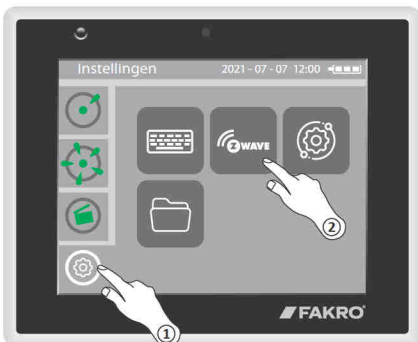 Instellingen 2021 - 07 - 07 12:00
Z WAVE
②
①
FAKRO